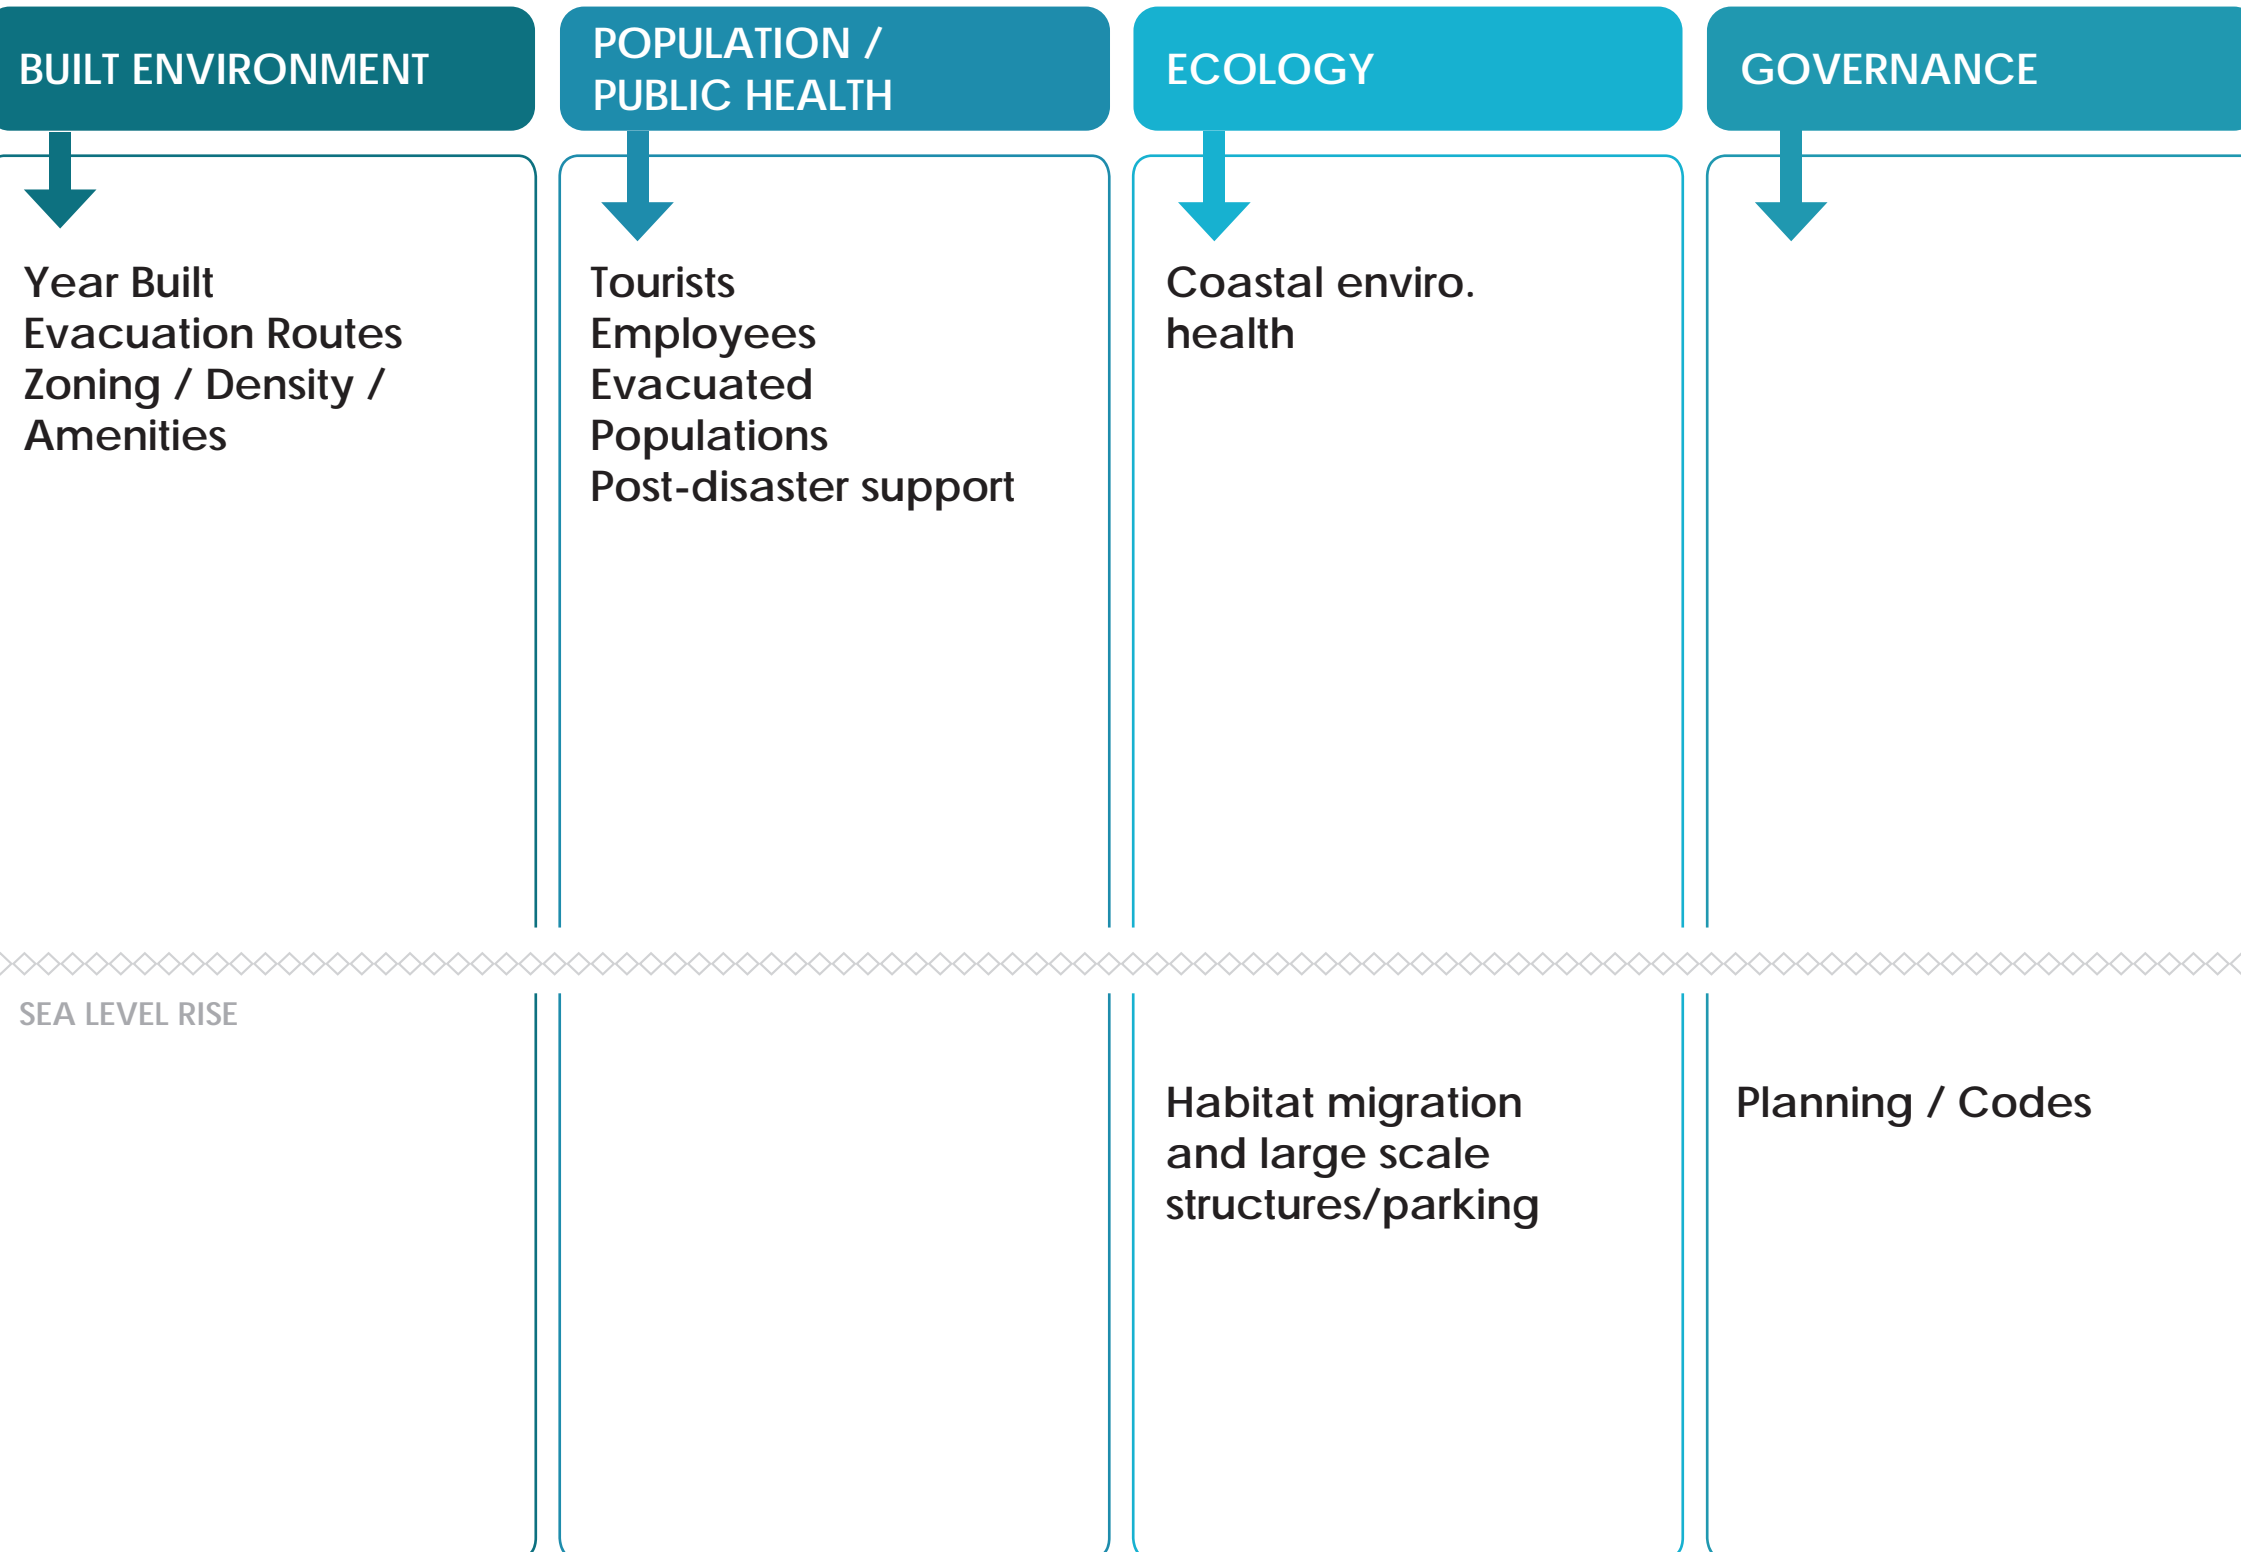 BUILT ENVIRONMENT
POPULATION /
PUBLIC HEALTH
ECOLOGY
GOVERNANCE
Year Built
Evacuation Routes
Zoning / Density /
Amenities
Tourists
Employees
Evacuated
Populations
Post-disaster support
Coastal enviro.
health
SEA LEVEL RISE
Habitat migration
and large scale
structures/parking
Planning / Codes